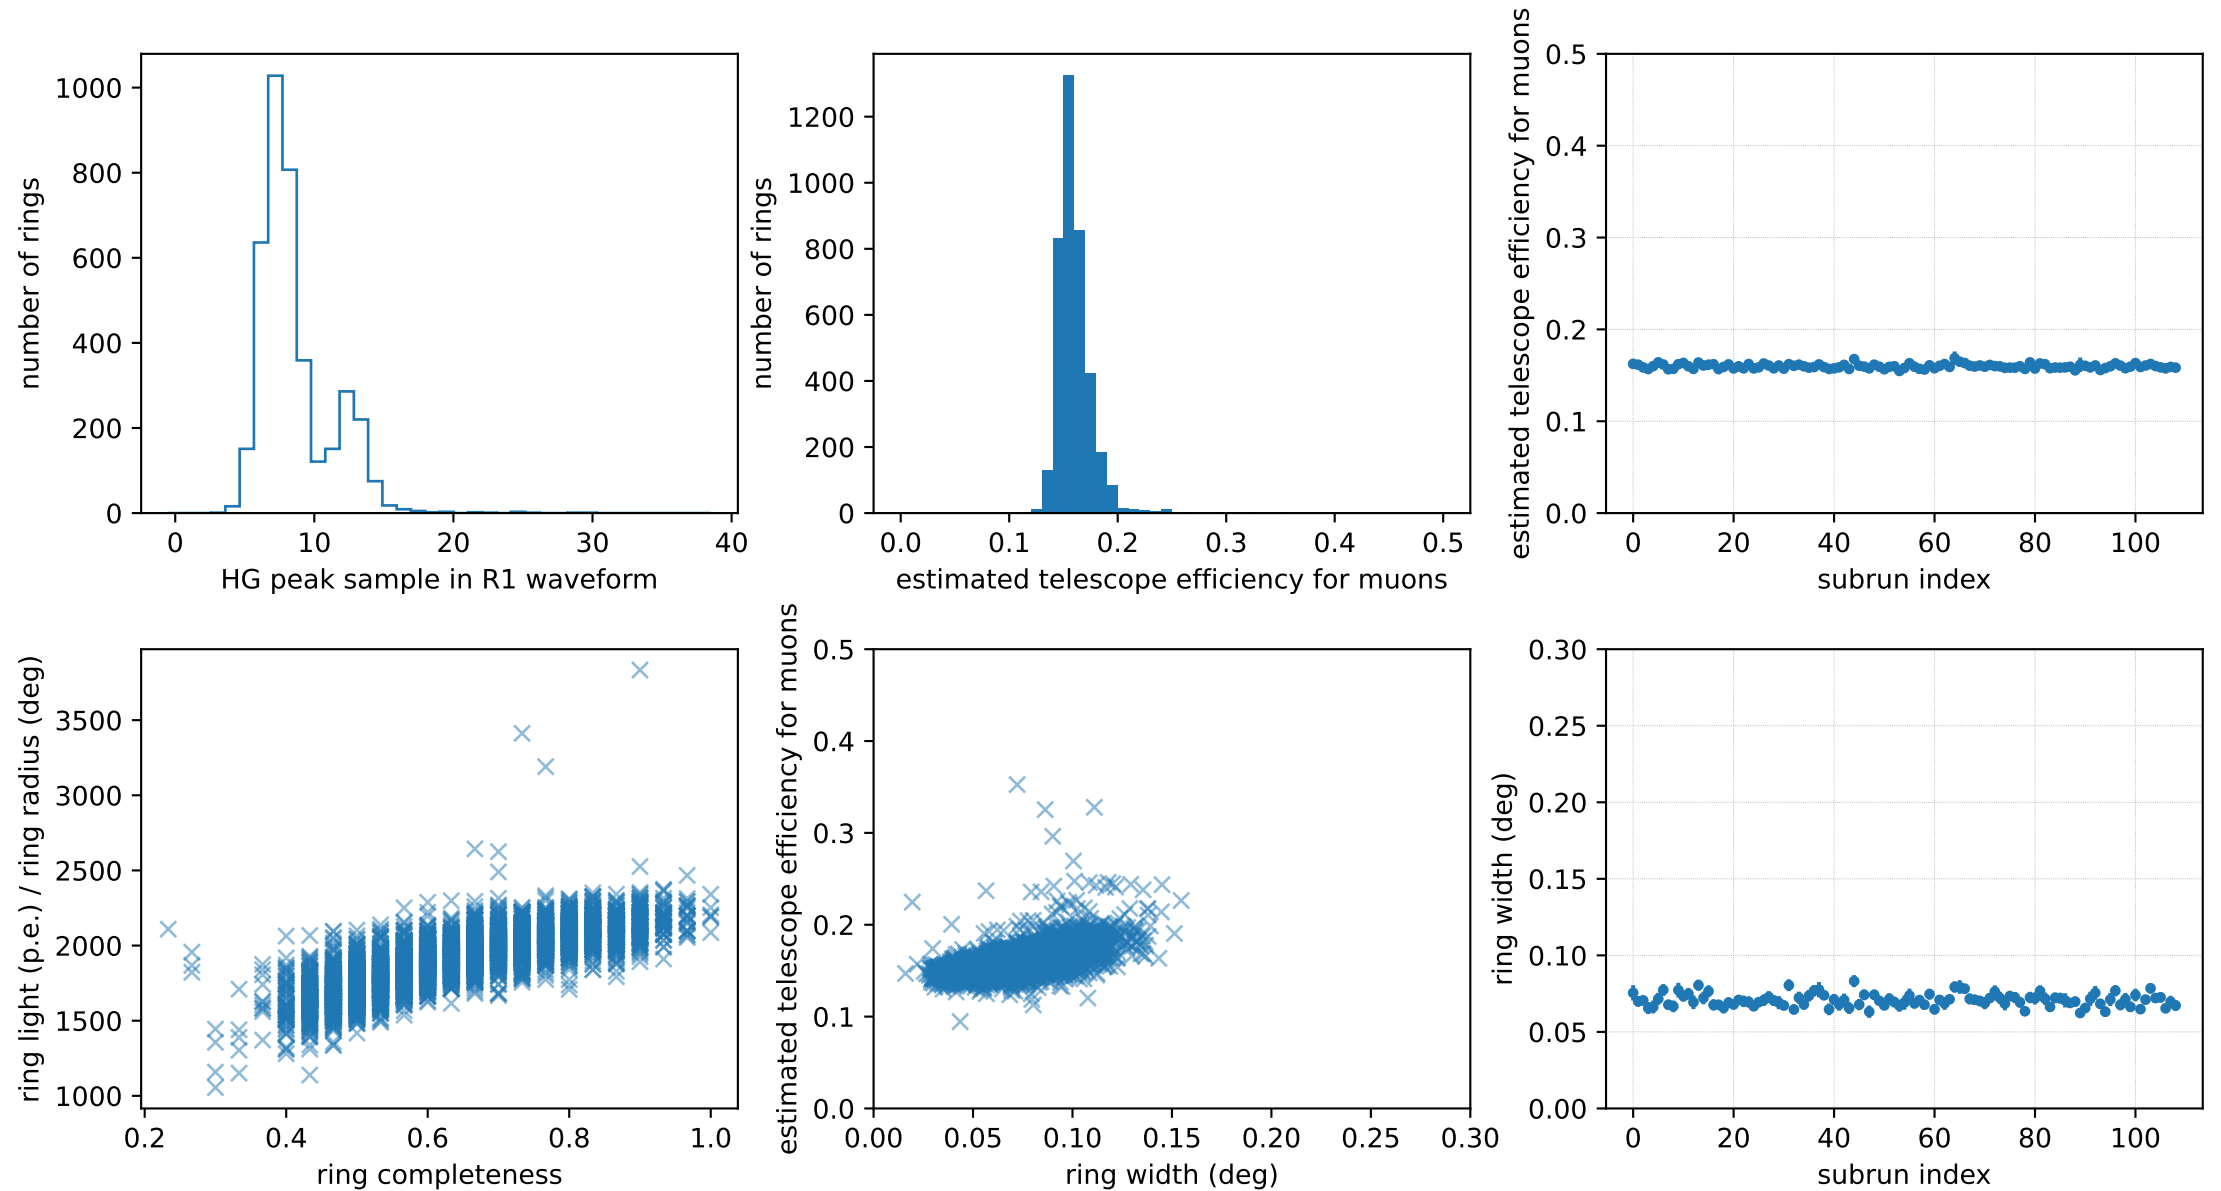 number of rings
1000
800
600
400
200
0
0 10 20 30 40
HG peak sample in R1 waveform
number of rings
1200
1000
800
600
400
200
0
0.0 0.1 0.2 0.3 0.4 0.5
estimated telescope efficiency for muons
estimated telescope efficiency for muons
0.5
0.4
0.3
0.2
0.1
0.0
0 20 40 60 80 100
subrun index
ring light (p.e.) / ring radius (deg)
3500
3000
2500
2000
1500
1000
0.2 0.4 0.6 0.8 1.0
ring completeness
estimated telescope efficiency for muons
0.5
0.4
0.3
0.2
0.1
0.0
0.00 0.05 0.10 0.15 0.20 0.25 0.30
ring width (deg)
ring width (deg)
0.30
0.25
0.20
0.15
0.10
0.05
0.00
0 20 40 60 80 100
subrun index